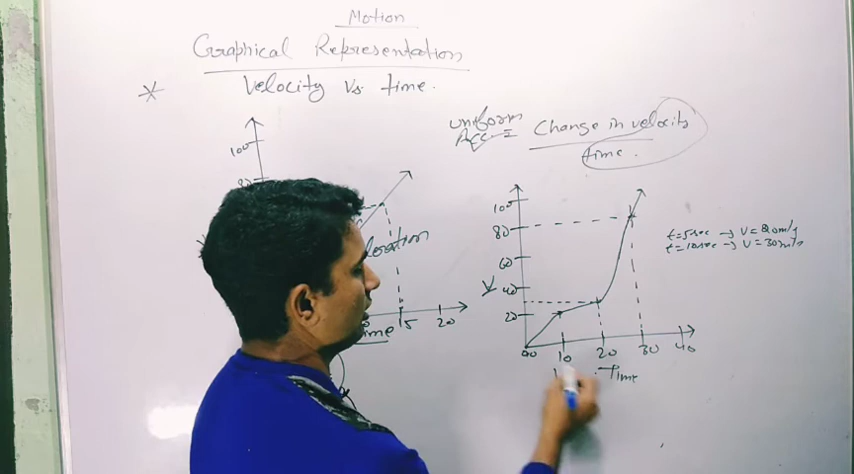 Motion
Graphical Representation
Velocity Vs. time.
uniform
Acc = Change in velocity
time.
100
80
15 20
100
80
60
40
20
V
10 20 30 40
Time
t=5sec → V=20m/s
t=10sec → V=30m/s